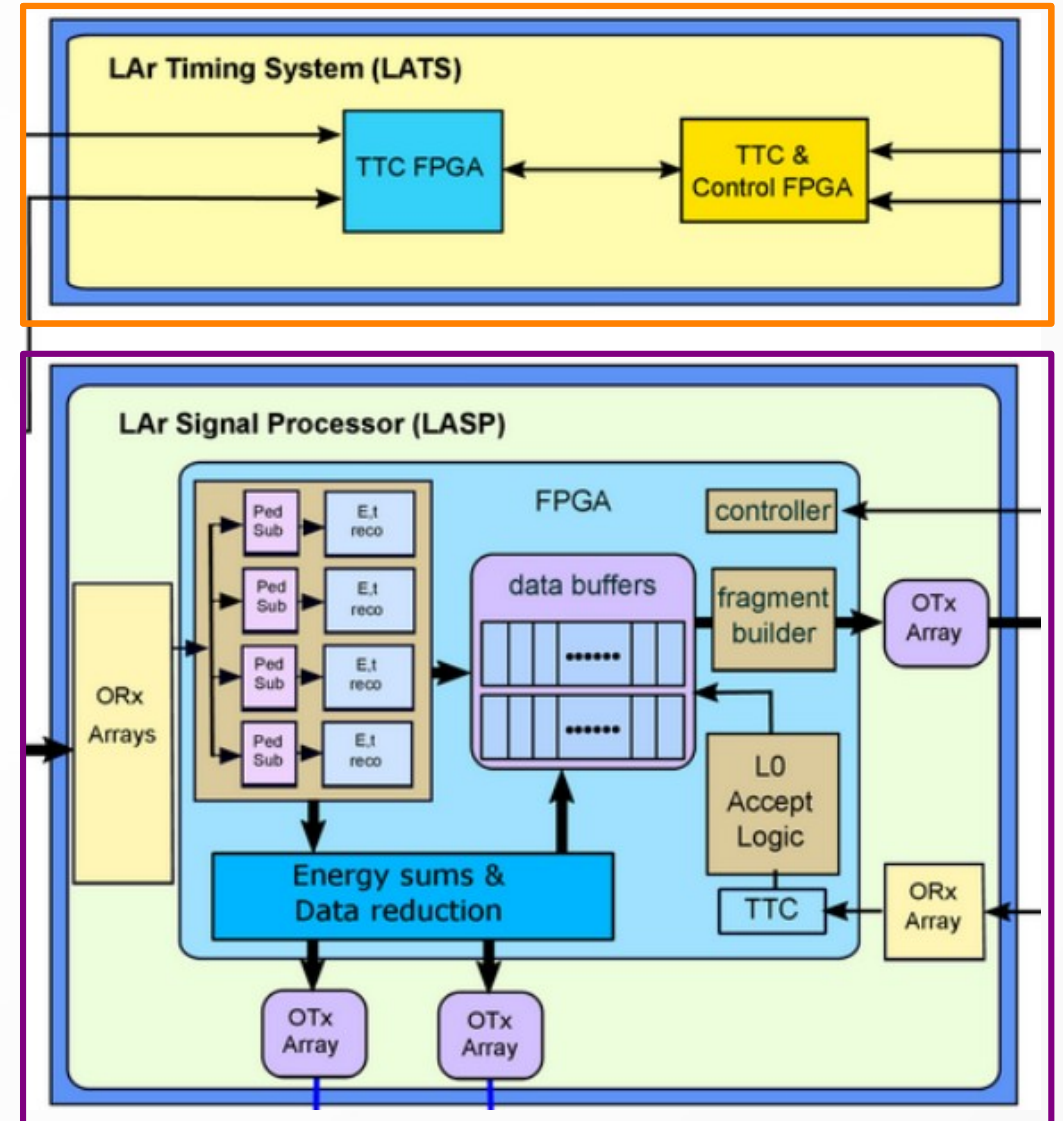 LAr Timing System (LATS)
TTC FPGA
TTC &
Control FPGA
LAr Signal Processor (LASP)
FPGA
controller
Ped
Sub
E,t
reco
Ped
Sub
E,t
reco
Ped
Sub
E,t
reco
Ped
Sub
E,t
reco
data buffers
fragment
builder
OTx
Array
ORx
Arrays
L0
Accept
Logic
Energy sums &
Data reduction
TTC
ORx
Array
OTx
Array
OTx
Array